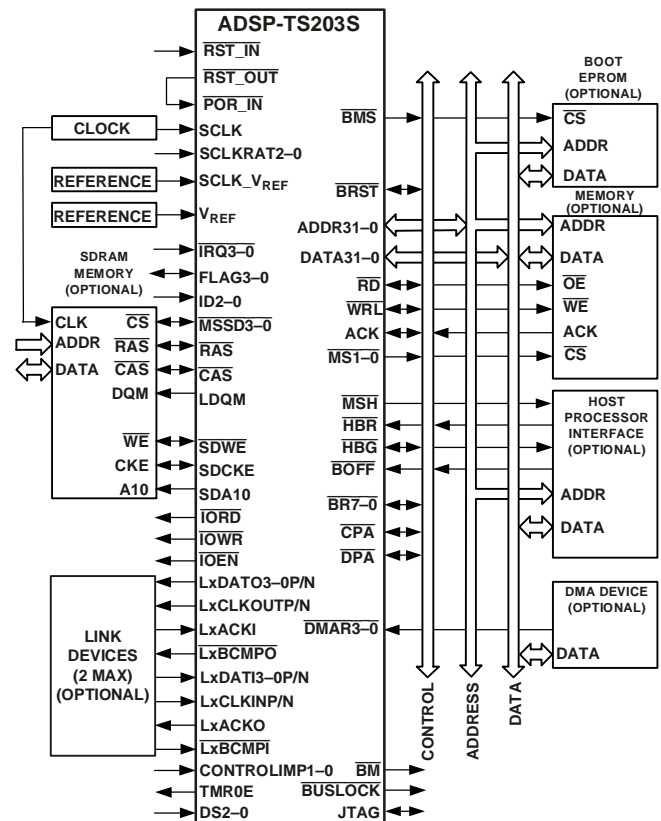 ADSP-TS203S
RST_IN
RST_OUT
POR_IN
SCLK
SCLKRAT2–0
SCLK_VREF
VREF
IRQ3–0
FLAG3–0
ID2–0
MSSD3–0
RAS
CAS
LDQM
SDWE
SDCKE
SDA10
IORD
IOWR
IOEN
LxDATO3–0P/N
LxCLKOUTP/N
LxACKI
LxBCMPO
LxDATI3–0P/N
LxCLKINP/N
LxACKO
LxBCMPI
CONTROLIMP1–0
TMR0E
DS2–0
BMS
BRST
ADDR31–0
DATA31–0
RD
WRL
ACK
MS1–0
MSH
HBR
HBG
BOFF
BR7–0
CPA
DPA
DMAR3–0
BM
BUSLOCK
JTAG
CLOCK
REFERENCE
REFERENCE
SDRAM
MEMORY
(OPTIONAL)
CLK
ADDR
DATA
CS
RAS
CAS
DQM
WE
CKE
A10
LINK
DEVICES
(2 MAX)
(OPTIONAL)
CONTROL
ADDRESS
DATA
BOOT
EPROM
(OPTIONAL)
CS
ADDR
DATA
MEMORY
(OPTIONAL)
ADDR
DATA
OE
WE
ACK
CS
HOST
PROCESSOR
INTERFACE
(OPTIONAL)
ADDR
DATA
DMA DEVICE
(OPTIONAL)
DATA